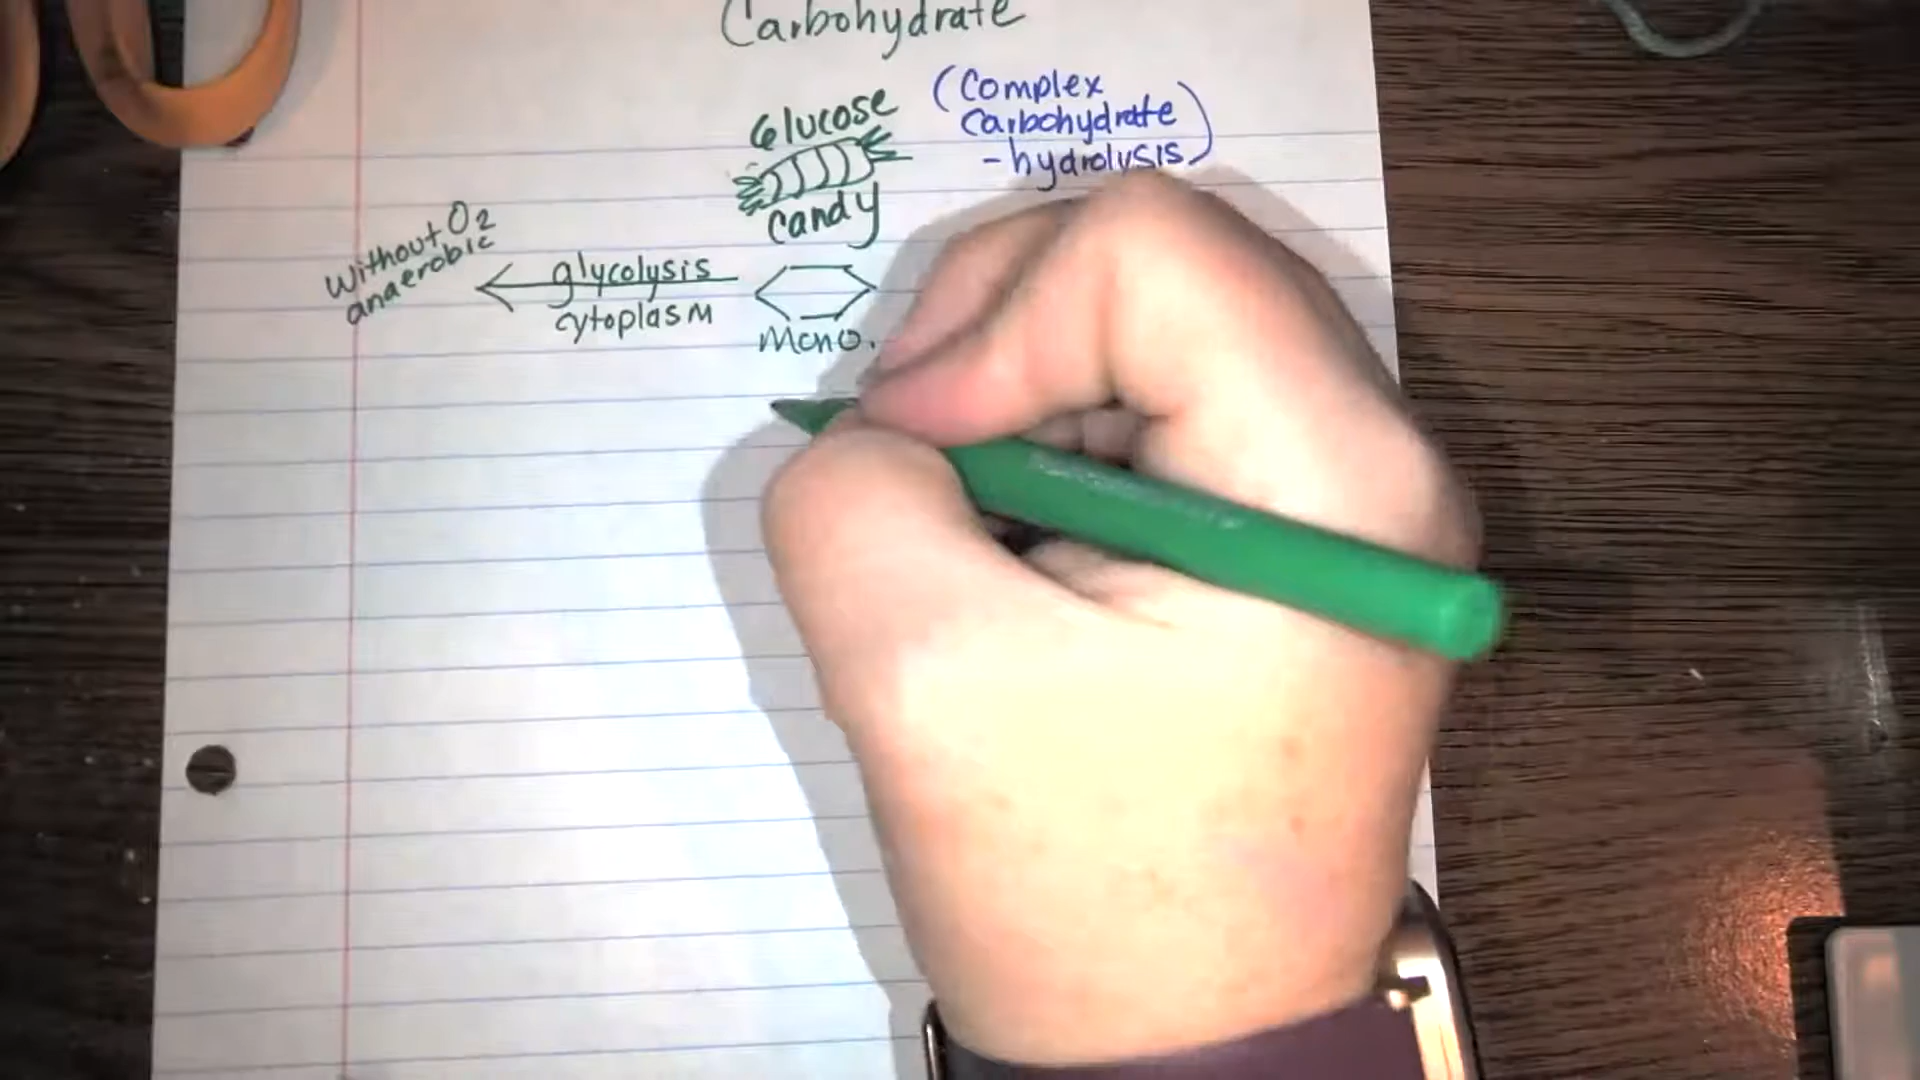 Carbohydrate
Glucose
candy
(Complex
Carbohydrate
-hydrolysis)
Without O2
anaerobic
glycolysis
cytoplasm
Mono.